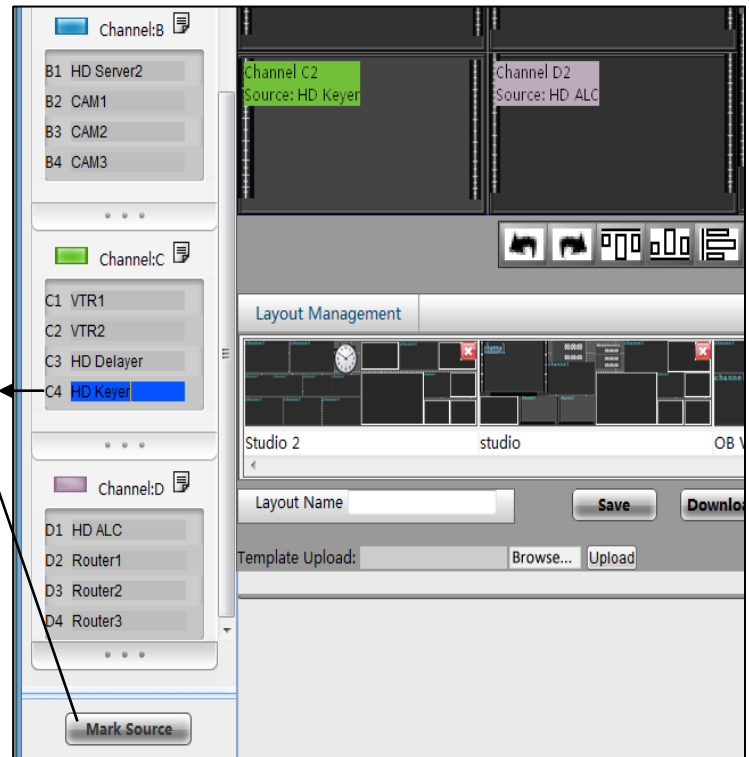 Channel:B
B1 HD Server2
B2 CAM1
B3 CAM2
B4 CAM3
Channel:C
C1 VTR1
C2 VTR2
C3 HD Delayer
C4 HD Keyer
Channel:D
D1 HD ALC
D2 Router1
D3 Router2
D4 Router3
Mark Source
Channel C2
Source: HD Keyer
Channel D2
Source: HD ALC
Layout Management
Studio 2
studio
OB
Layout Name
Save
Downlo
Template Upload:
Browse...
Upload